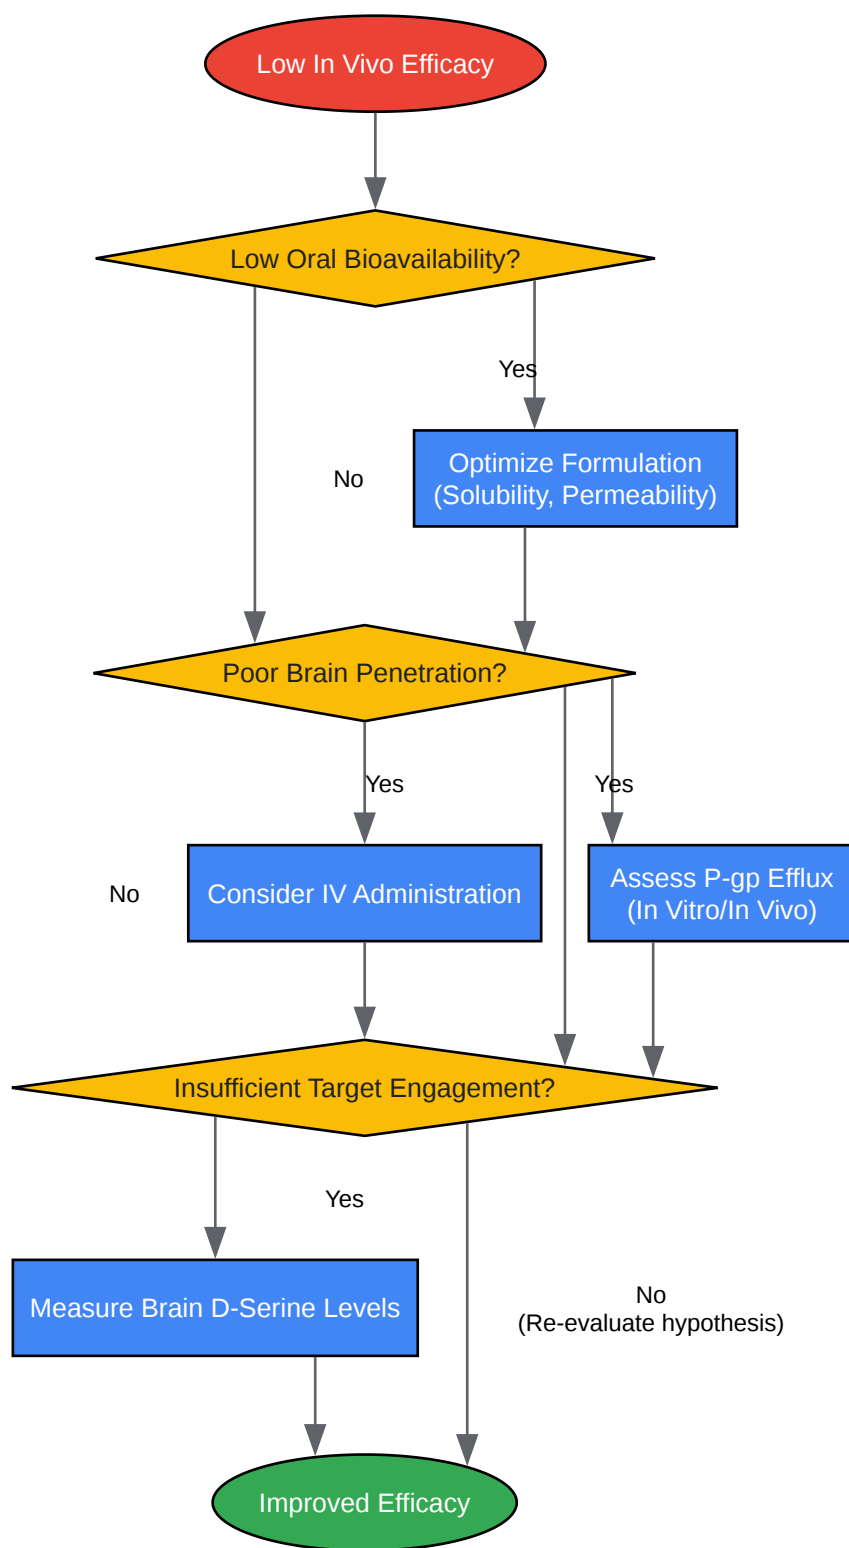 Low In Vivo Efficacy
Low Oral Bioavailability?
Yes
Optimize Formulation
(Solubility, Permeability)
No
Poor Brain Penetration?
Yes
Yes
No
Consider IV Administration
Assess P-gp Efflux
(In Vitro/In Vivo)
Insufficient Target Engagement?
Yes
Measure Brain D-Serine Levels
No
(Re-evaluate hypothesis)
Improved Efficacy